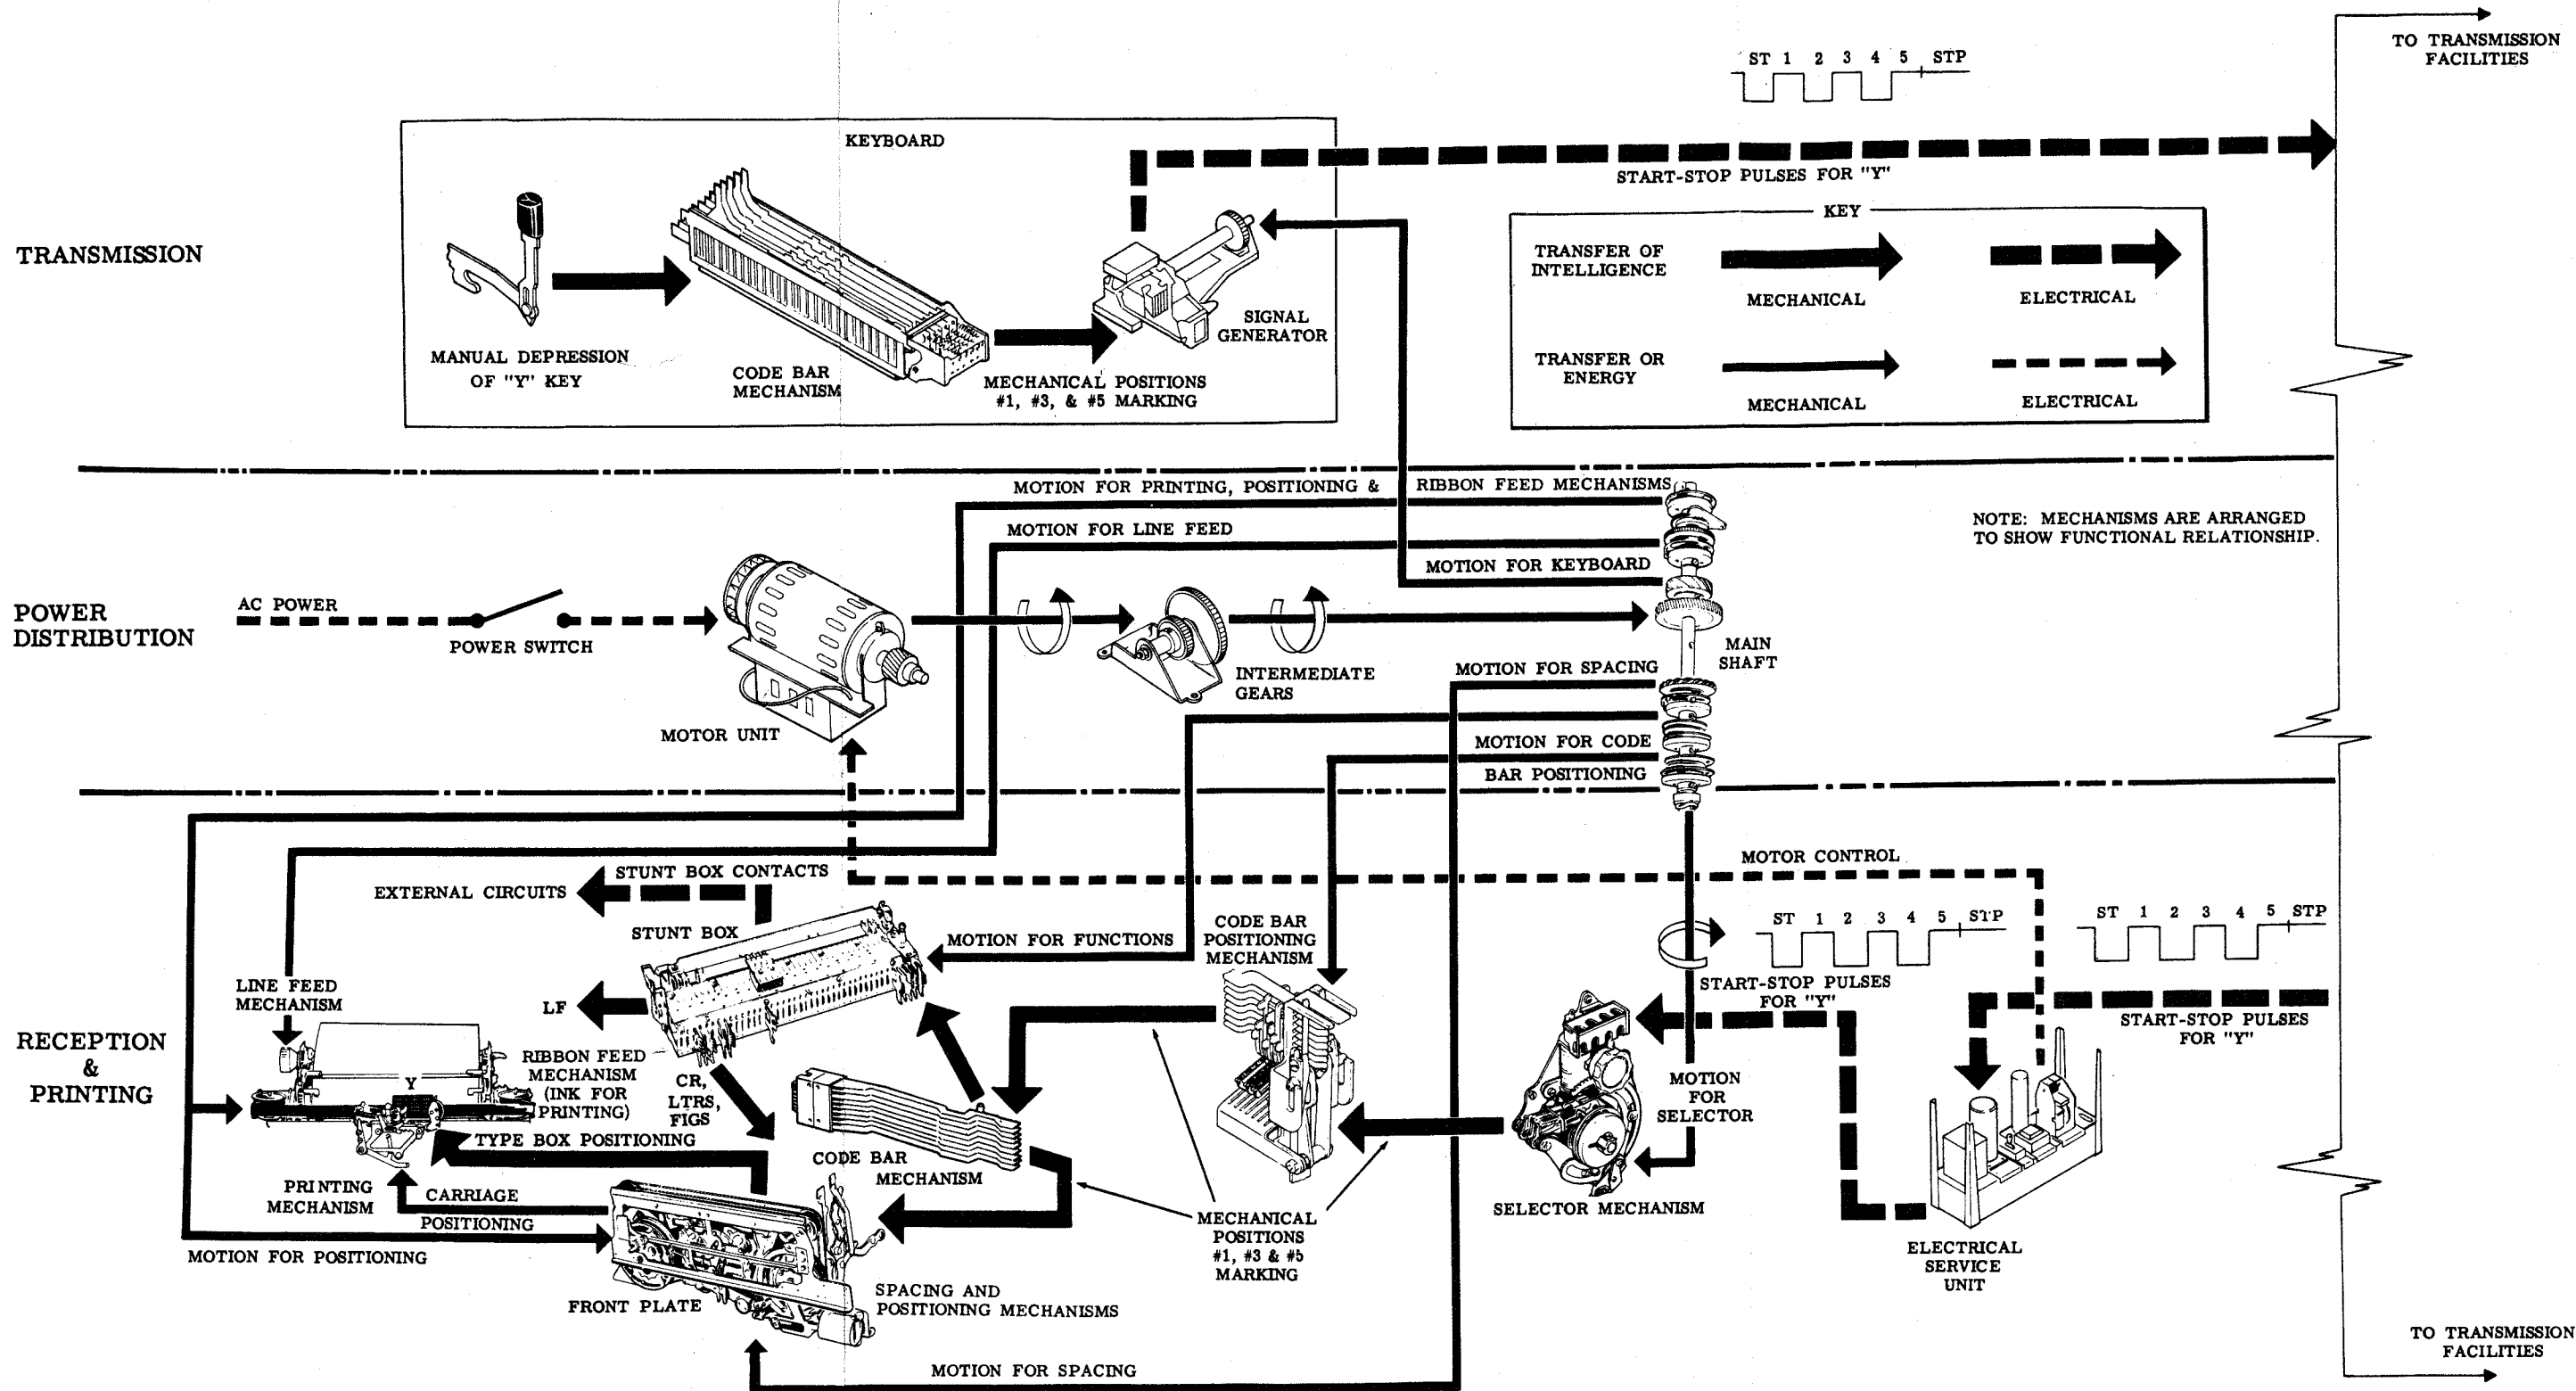 TO TRANSMISSION
FACILITIES
ST 1 2 3 4 5 STP
KEYBOARD
START-STOP PULSES FOR "Y"
TRANSMISSION
MANUAL DEPRESSION
OF "Y" KEY
CODE BAR
MECHANISM
MECHANICAL POSITIONS
#1, #3, & #5 MARKING
SIGNAL
GENERATOR
KEY
TRANSFER OF
INTELLIGENCE
MECHANICAL
ELECTRICAL
TRANSFER OR
ENERGY
MECHANICAL
ELECTRICAL
MOTION FOR PRINTING, POSITIONING & RIBBON FEED MECHANISMS
MOTION FOR LINE FEED
MOTION FOR KEYBOARD
NOTE: MECHANISMS ARE ARRANGED
TO SHOW FUNCTIONAL RELATIONSHIP.
POWER
DISTRIBUTION
AC POWER
POWER SWITCH
MOTOR UNIT
INTERMEDIATE
GEARS
MAIN
SHAFT
MOTION FOR SPACING
MOTION FOR CODE
BAR POSITIONING
MOTOR CONTROL
STUNT BOX CONTACTS
EXTERNAL CIRCUITS
STUNT BOX
MOTION FOR FUNCTIONS
CODE BAR
POSITIONING
MECHANISM
ST 1 2 3 4 5 STP
ST 1 2 3 4 5 STP
START-STOP PULSES
FOR "Y"
START-STOP PULSES
FOR "Y"
RECEPTION
&
PRINTING
LINE FEED
MECHANISM
LF
Y
RIBBON FEED
MECHANISM
(INK FOR
PRINTING)
CR,
LTRS,
FIGS
TYPE BOX POSITIONING
CODE BAR
MECHANISM
PRINTING
MECHANISM
CARRIAGE
POSITIONING
MOTION FOR POSITIONING
FRONT PLATE
SPACING AND
POSITIONING MECHANISMS
MECHANICAL
POSITIONS
#1, #3 & #5
MARKING
MOTION
FOR
SELECTOR
SELECTOR MECHANISM
ELECTRICAL
SERVICE
UNIT
MOTION FOR SPACING
TO TRANSMISSION
FACILITIES